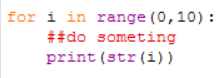 for i in range(0,10):
    ##do someting
    print(str(i))